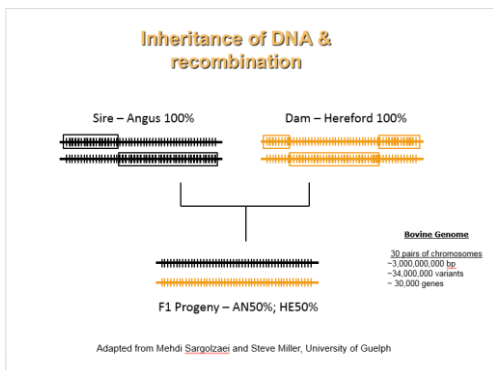 Inheritance of DNA &
recombination
Sire – Angus 100%
Dam – Hereford 100%
Bovine Genome
30 pairs of chromosomes
~3,000,000,000 bp
~34,000,000 variants
~ 30,000 genes
F1 Progeny – AN50%; HE50%
Adapted from Mehdi Sargolzaei and Steve Miller, University of Guelph